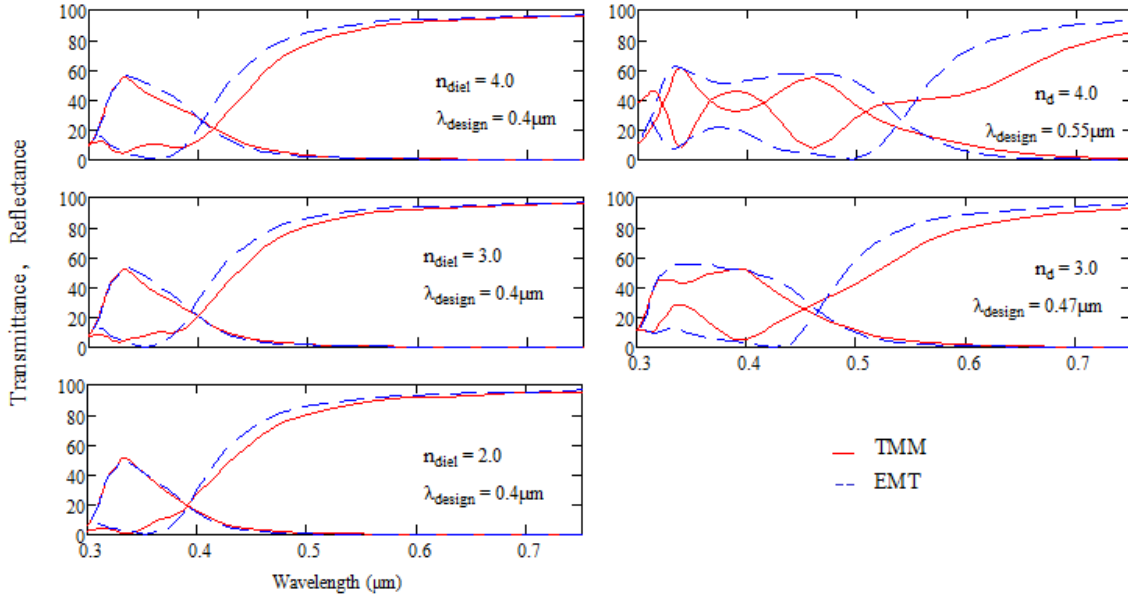 Transmittance, Reflectance
100
80
60
40
20
0
n_diel = 4.0
λ_design = 0.4μm
100
80
60
40
20
0
n_d = 4.0
λ_design = 0.55μm
100
80
60
40
20
0
n_diel = 3.0
λ_design = 0.4μm
100
80
60
40
20
0
n_d = 3.0
λ_design = 0.47μm
0.3 0.4 0.5 0.6 0.7
100
80
60
40
20
0
n_diel = 2.0
λ_design = 0.4μm
0.3 0.4 0.5 0.6 0.7
Wavelength (μm)
TMM
EMT